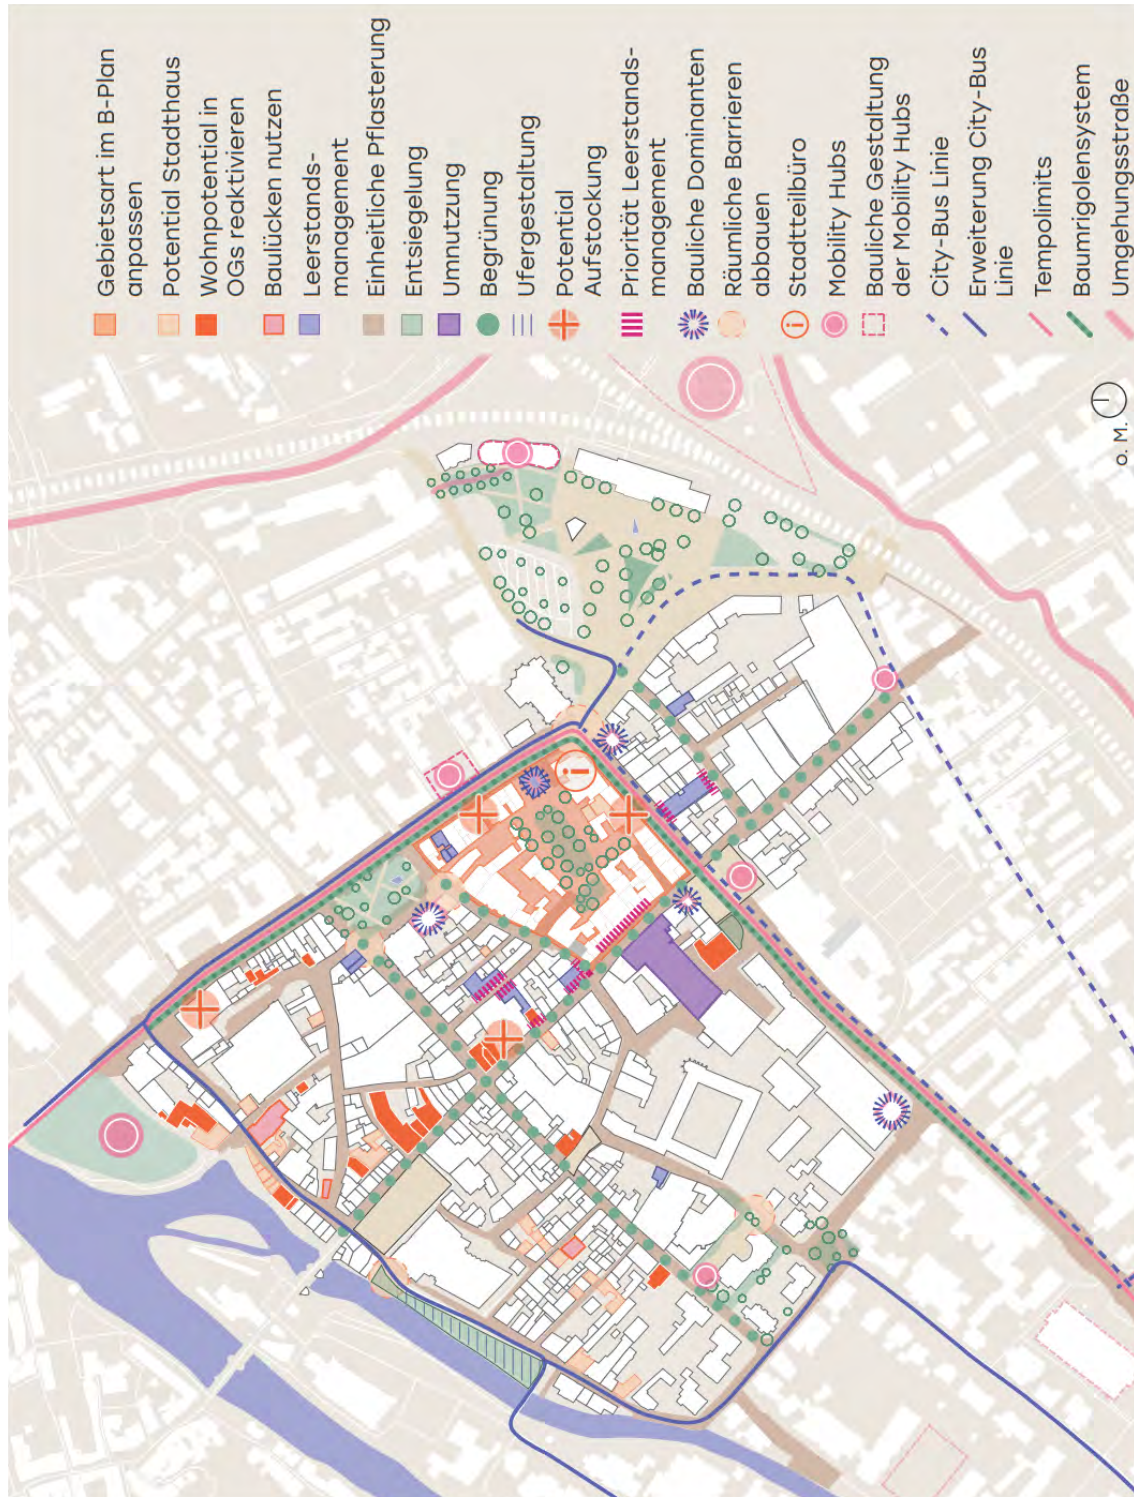 Gebietsart im B-Plan
anpassen
Potential Stadthaus
Wohnpotential in
OGs reaktivieren
Baulücken nutzen
Leerstands-
management
Einheitliche Pflasterung
Entsiegelung
Umnutzung
Begrünung
Ufergestaltung
Potential
Aufstockung
Priorität Leerstands-
management
Bauliche Dominanten
Räumliche Barrieren
abbauen
Stadtteilbüro
Mobility Hubs
Bauliche Gestaltung
der Mobility Hubs
City-Bus Linie
Erweiterung City-Bus
Linie
Tempolimits
Baumrigolensystem
Umgehungsstraße
o. M.